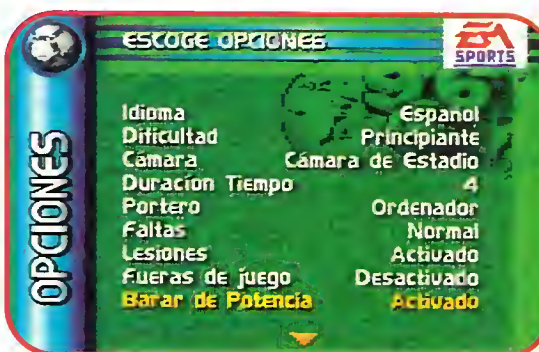 ESCOGE OPCIONES
EA
SPORTS
OPCIONES
Idioma Espanol
Dificultad Principiante
Cámara Cámara de Estadio
Duracion Tiempo 4
Portero Ordenador
Faltas Normal
Lesiones Activado
Fueras de juego Desactivado
Barar de Potencia Activado